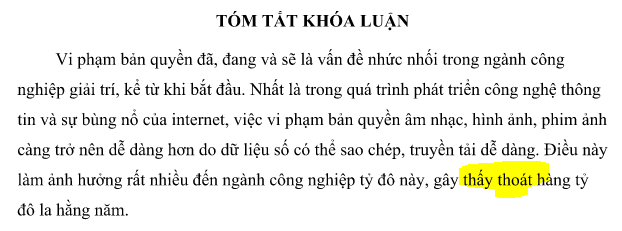 TÓM TẮT KHÓA LUẬN
Vi phạm bản quyền đã, đang và sẽ là vấn đề nhức nhối trong ngành công
nghiệp giải trí, kể từ khi bắt đầu. Nhất là trong quá trình phát triển công nghệ thông
tin và sự bùng nổ của internet, việc vi phạm bản quyền âm nhạc, hình ảnh, phim ảnh
càng trở nên dễ dàng hơn do dữ liệu số có thể sao chép, truyền tải dễ dàng. Điều này
làm ảnh hưởng rất nhiều đến ngành công nghiệp tỷ đô này, gây thấy thoát hàng tỷ
đô la hằng năm.